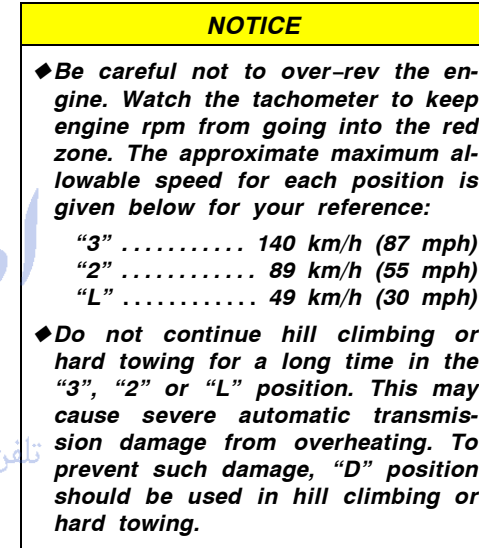 NOTICE
◆Be careful not to over−rev the en-
gine. Watch the tachometer to keep
engine rpm from going into the red
zone. The approximate maximum al-
lowable speed for each position is
given below for your reference:
“3” ........... 140 km/h (87 mph)
“2” ............ 89 km/h (55 mph)
“L” ............ 49 km/h (30 mph)
◆Do not continue hill climbing or
hard towing for a long time in the
“3”, “2” or “L” position. This may
cause severe automatic transmis-
sion damage from overheating. To
prevent such damage, “D” position
should be used in hill climbing or
hard towing.